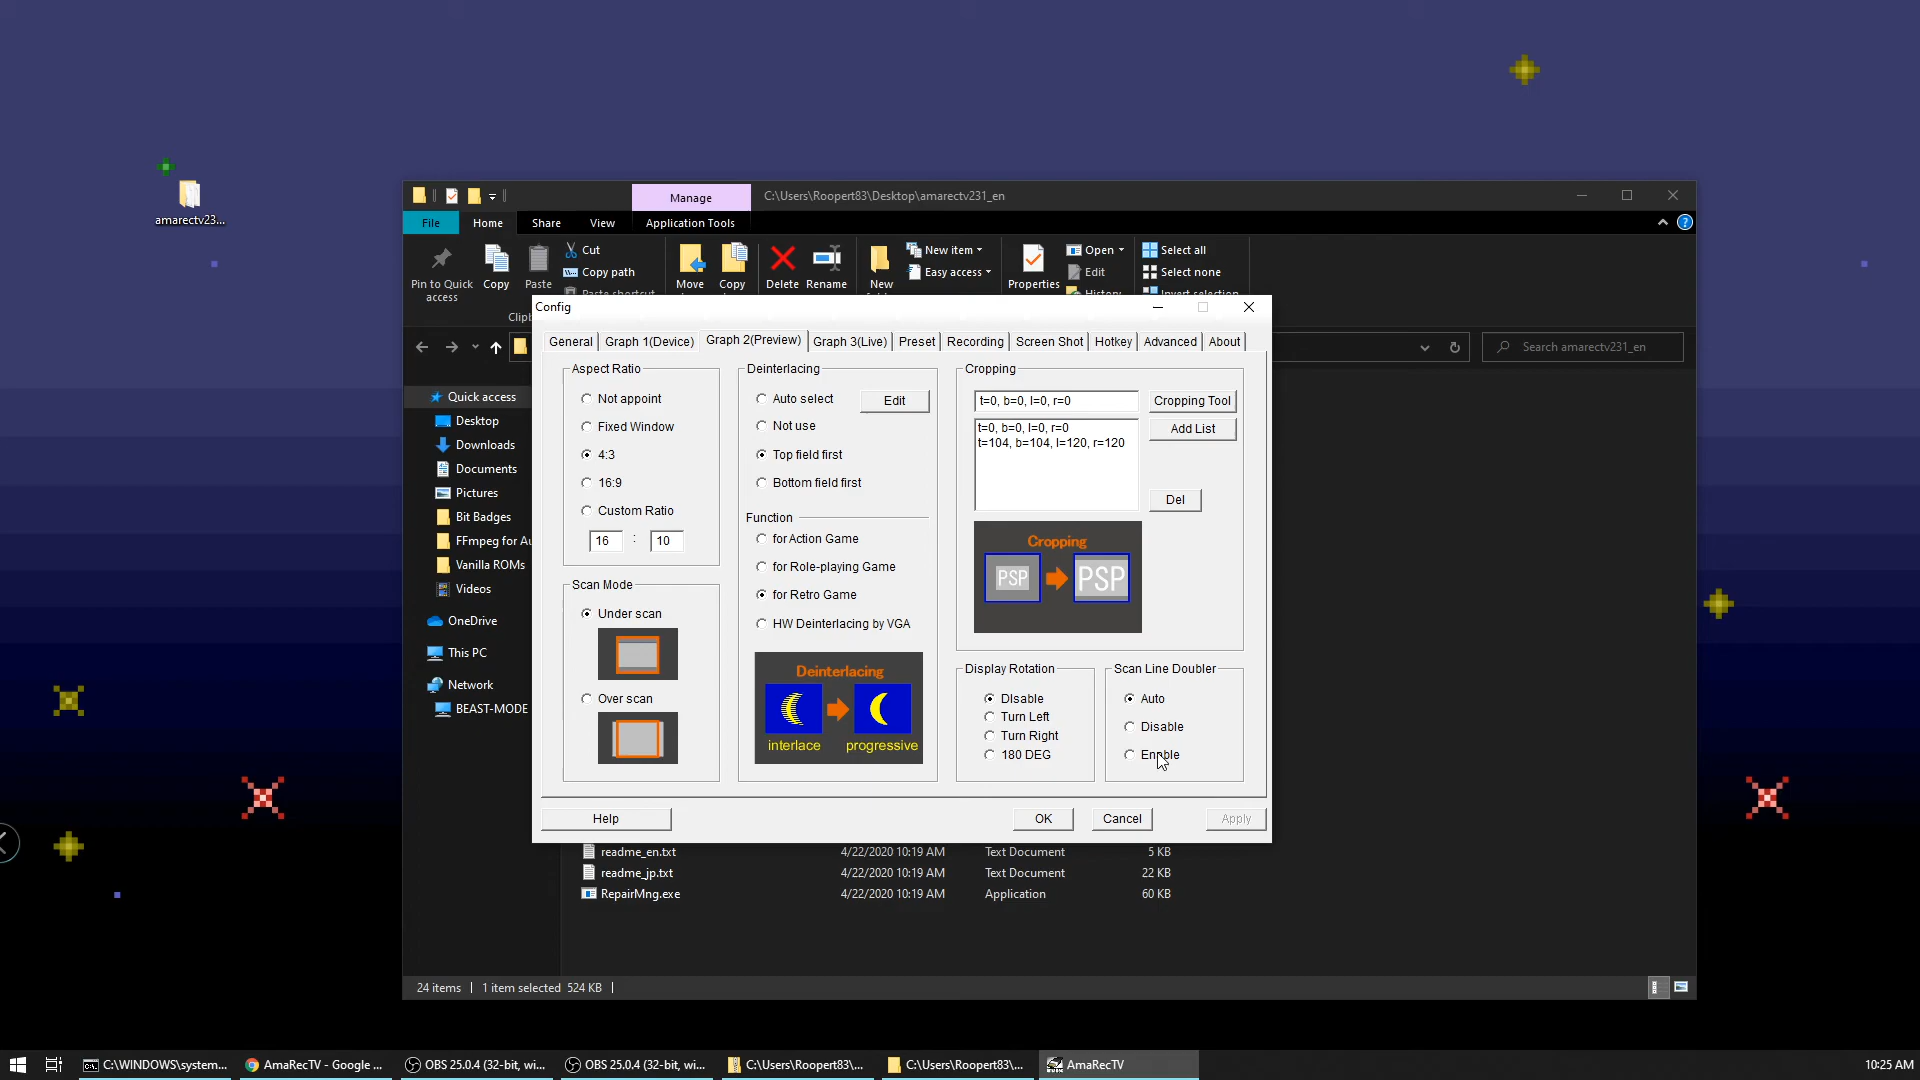 amarectv23...
Manage
C:\Users\Roopert83\Desktop\amarectv231_en
File
Home
Share
View
Application Tools
Pin to Quick access
Copy
Paste
Cut
Copy path
Paste shortcut
Move
Copy
Delete
Rename
New
New item
Easy access
Properties
Open
Edit
History
Select all
Select none
Invert selection
Clipb
Search amarectv231_en
Quick access
Desktop
Downloads
Documents
Pictures
Bit Badges
FFmpeg for Au
Vanilla ROMs
Videos
OneDrive
This PC
Network
BEAST-MODE
Config
General
Graph 1(Device)
Graph 2(Preview)
Graph 3(Live)
Preset
Recording
Screen Shot
Hotkey
Advanced
About
Aspect Ratio
Not appoint
Fixed Window
4:3
16:9
Custom Ratio
16 : 10
Scan Mode
Under scan
Over scan
Deinterlacing
Auto select
Edit
Not use
Top field first
Bottom field first
Function
for Action Game
for Role-playing Game
for Retro Game
HW Deinterlacing by VGA
Deinterlacing
interlace
progressive
Cropping
t=0, b=0, l=0, r=0
Cropping Tool
t=0, b=0, l=0, r=0
t=104, b=104, l=120, r=120
Add List
Del
Cropping
PSP
PSP
Display Rotation
DIsable
Turn Left
Turn Right
180 DEG
Scan Line Doubler
Auto
Disable
Enable
Help
OK
Cancel
Apply
readme_en.txt 4/22/2020 10:19 AM Text Document 5 KB
readme_jp.txt 4/22/2020 10:19 AM Text Document 22 KB
RepairMng.exe 4/22/2020 10:19 AM Application 60 KB
24 items
1 item selected 524 KB
C:\WINDOWS\system...
AmaRecTV - Google ...
OBS 25.0.4 (32-bit, wi...
OBS 25.0.4 (32-bit, wi...
C:\Users\Roopert83\...
C:\Users\Roopert83\...
AmaRecTV
10:25 AM